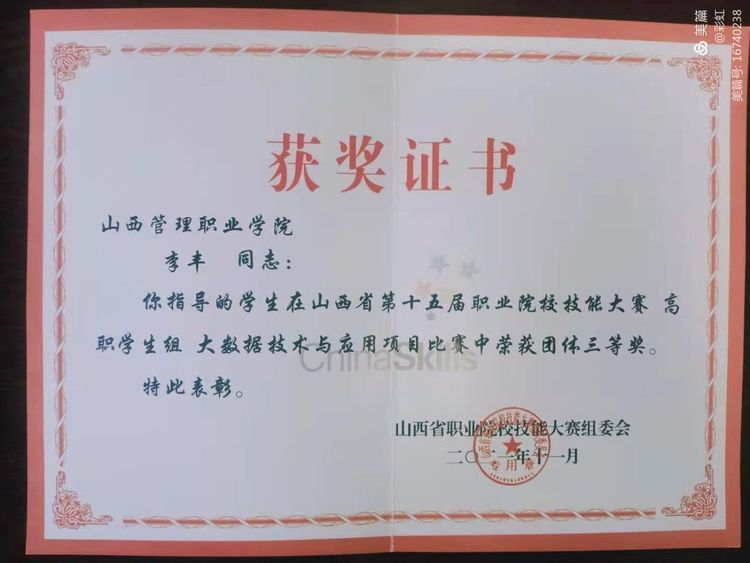 美篇
@彩虹
美篇号: 16740238
获奖证书
山西管理职业学院
李丰 同志：
你指导的学生在山西省第十五届职业院校技能大赛 高
职学生组 大数据技术与应用项目比赛中荣获团体三等奖。
ChinaSkills
特此表彰。
山西省职业院校技能大赛组委会
二〇二一年十一月
专用章